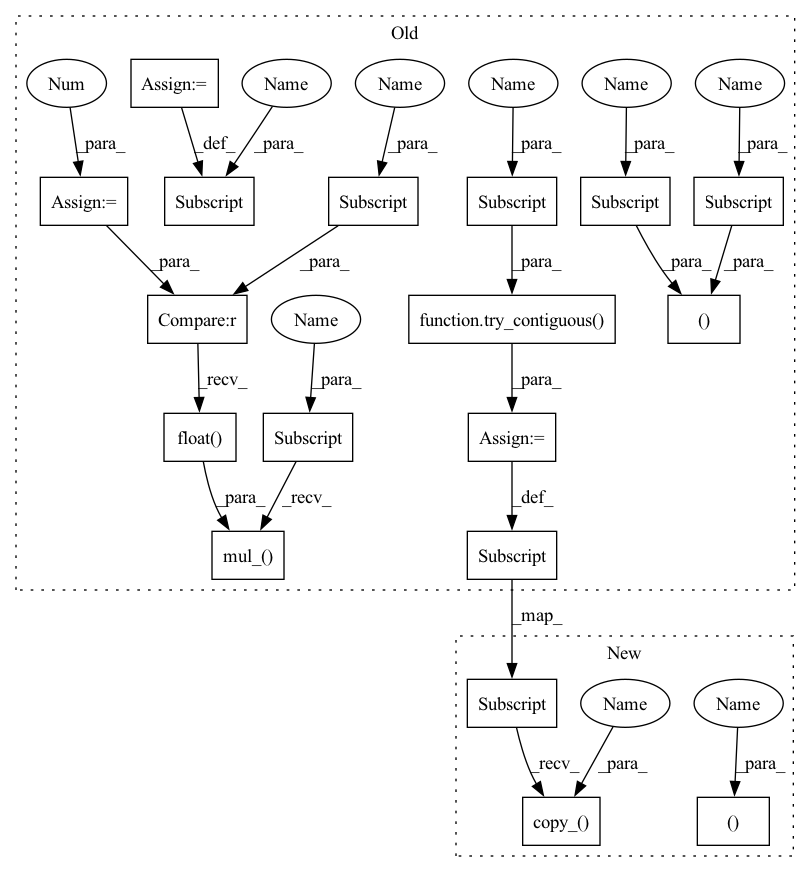 Old
Num Assign:= Name Name Name Name Name
_para_ _def_ _para_ _para_ _para_ _para_ _para_
Assign:= Subscript Subscript Subscript Subscript Subscript
_para_ _para_ _para_ _para_ _para_
Compare:r Name function.try_contiguous() ()
_recv_ _para_ _para_
float() Subscript Assign:=
_para_ _recv_ _def_
mul_() Subscript
_map_
New
Subscript Name Name
_recv_ _para_ _para_
copy_() ()